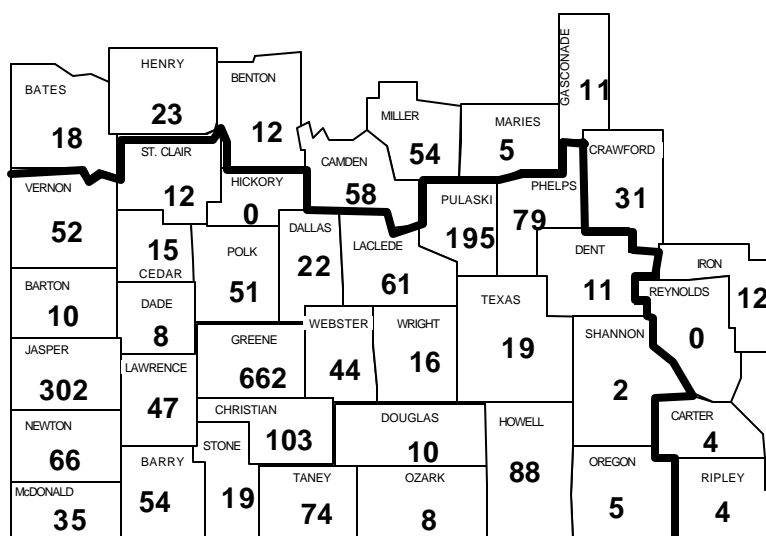 GASCONADE
11
HENRY
23
BENTON
12
BATES
18
MILLER
54
MARIES
5
ST. CLAIR
12
CAMDEN
58
CRAWFORD
31
VERNON
52
HICKORY
0
PULASKI
195
PHELPS
79
15
CEDAR
POLK
51
DALLAS
22
LACLEDE
61
DENT
11
IRON
12
BARTON
10
DADE
8
TEXAS
19
REYNOLDS
0
JASPER
302
LAWRENCE
47
GREENE
662
WEBSTER
44
WRIGHT
16
SHANNON
2
NEWTON
66
CHRISTIAN
103
DOUGLAS
10
HOWELL
88
CARTER
4
McDONALD
35
BARRY
54
STONE
19
TANEY
74
OZARK
8
OREGON
5
RIPLEY
4